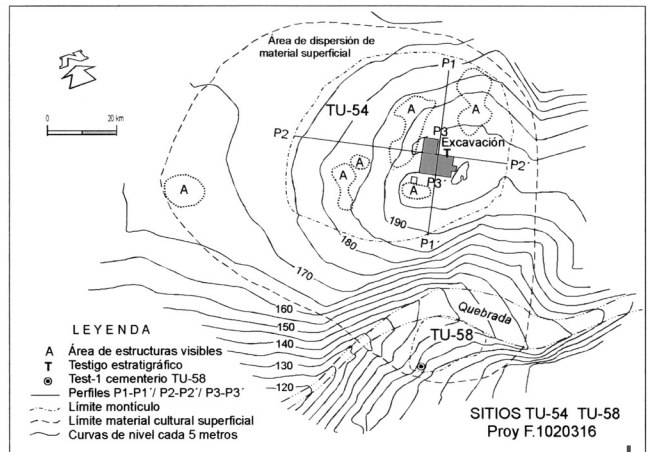 Área de dispersión de
material superficial
P1
TU-54
A
A
P2
P3
Excavación
T
A
A
P2´
A
P3´
A
190
P1´
180
170
160
150
140
130
120
Quebrada
TU-58
0 20 km
LEYENDA
A Área de estructuras visibles
T Testigo estratigráfico
Test-1 cementerio TU-58
Perfiles P1-P1´/ P2-P2´/ P3-P3´
Límite montículo
Límite material cultural superficial
Curvas de nivel cada 5 metros
SITIOS TU-54 TU-58
Proy F.1020316